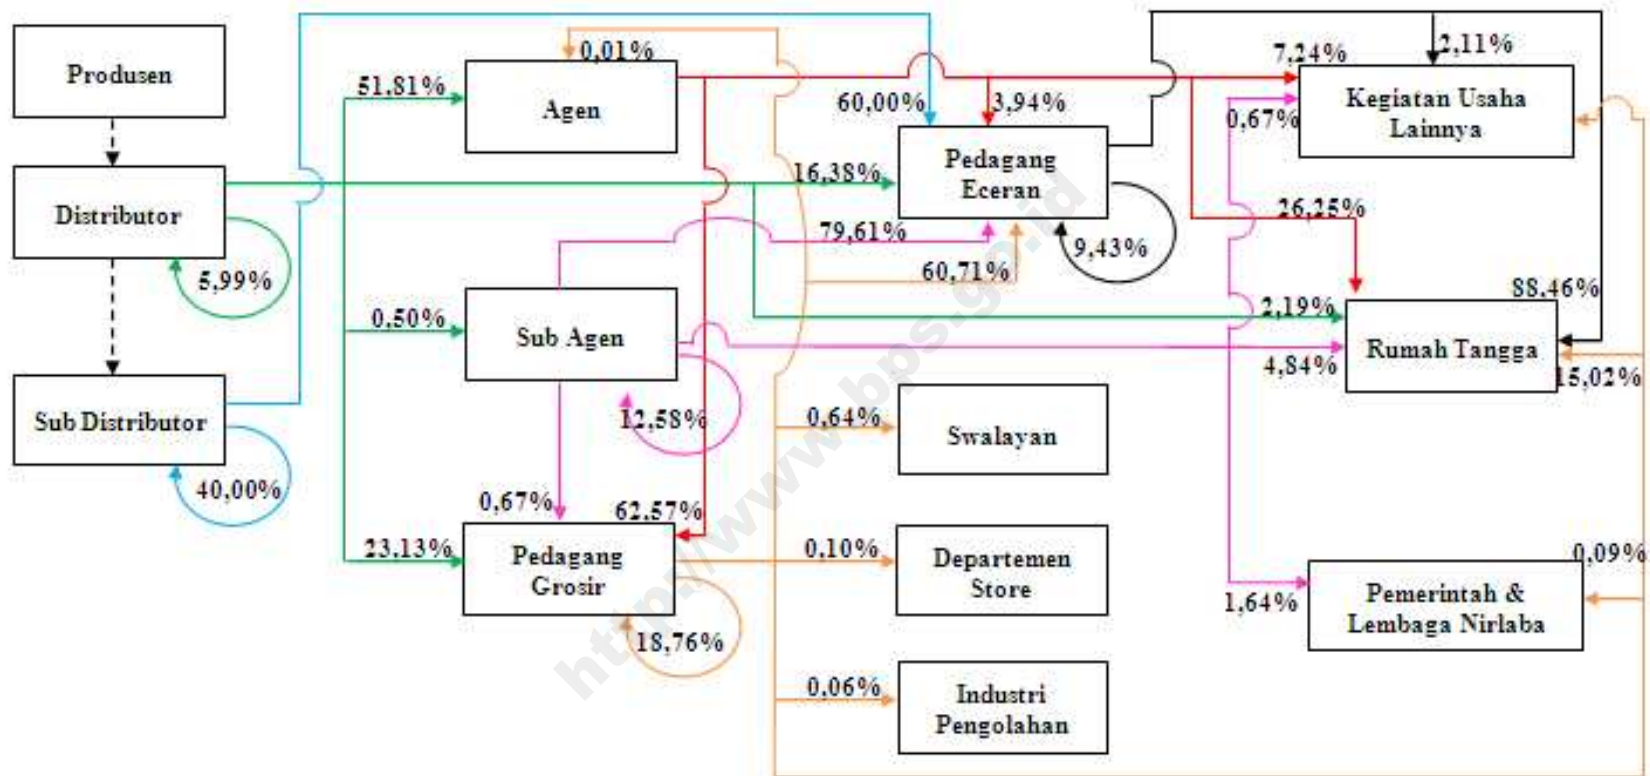 0,01%
2,11%
7,24%
Produsen
51,81%
Agen
60,00%
3,94%
Kegiatan Usaha
Lainnya
0,67%
Pedagang
Eceran
16,38%
Distributor
26,25%
79,61%
9,43%
5,99%
60,71%
88,46%
0,50%
Sub Agen
2,19%
Rumah Tangga
4,84%
15,02%
Sub Distributor
12,58%
0,64%
Swalayan
40,00%
0,67%
62,57%
23,13%
Pedagang
Grosir
0,10%
Departemen
Store
0,09%
1,64%
Pemerintah &
Lembaga Nirlaba
18,76%
0,06%
Industri
Pengolahan
http://www.bps.go.id